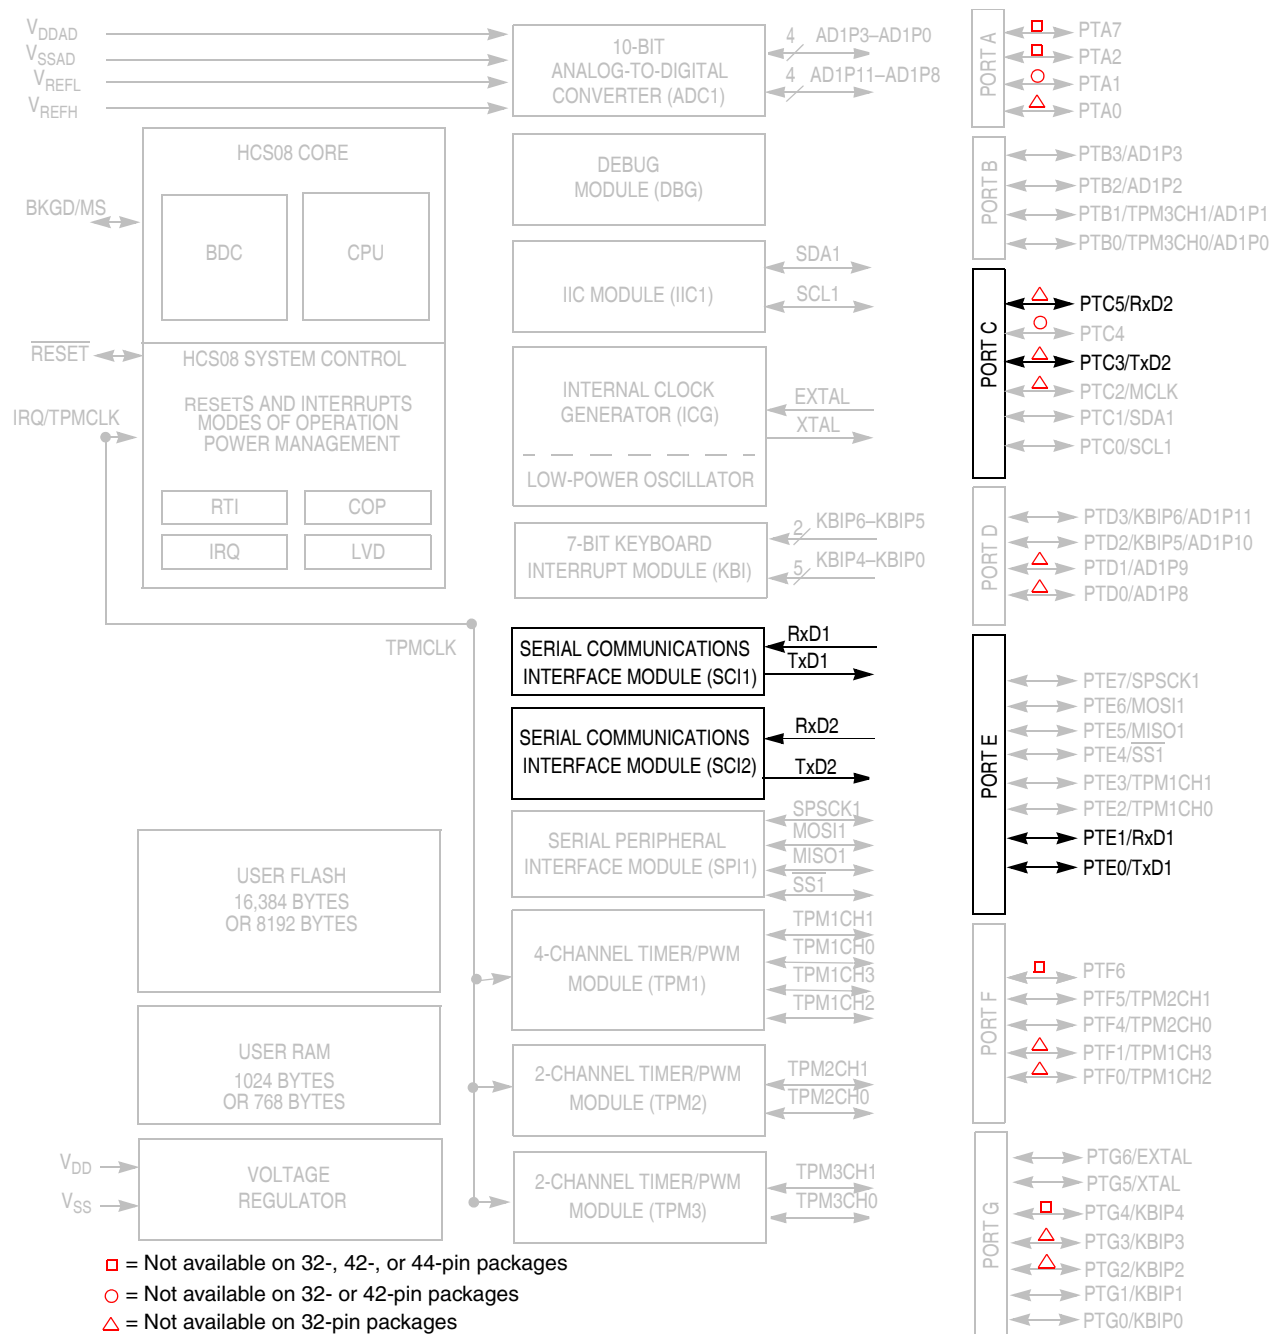 VDDAD
VSSAD
VREFL
VREFH
10-BIT
ANALOG-TO-DIGITAL
CONVERTER (ADC1)
4 AD1P3–AD1P0
4 AD1P11–AD1P8
HCS08 CORE
BDC
CPU
BKGD/MS
DEBUG
MODULE (DBG)
IIC MODULE (IIC1)
SDA1
SCL1
RESET
HCS08 SYSTEM CONTROL
RESETS AND INTERRUPTS
MODES OF OPERATION
POWER MANAGEMENT
IRQ/TPMCLK
RTI
COP
IRQ
LVD
INTERNAL CLOCK
GENERATOR (ICG)
LOW-POWER OSCILLATOR
EXTAL
XTAL
7-BIT KEYBOARD
INTERRUPT MODULE (KBI)
2 KBIP6–KBIP5
5 KBIP4–KBIP0
TPMCLK
SERIAL COMMUNICATIONS
INTERFACE MODULE (SCI1)
RxD1
TxD1
SERIAL COMMUNICATIONS
INTERFACE MODULE (SCI2)
RxD2
TxD2
SERIAL PERIPHERAL
INTERFACE MODULE (SPI1)
SPSCK1
MOSI1
MISO1
SS1
USER FLASH
16,384 BYTES
OR 8192 BYTES
4-CHANNEL TIMER/PWM
MODULE (TPM1)
TPM1CH1
TPM1CH0
TPM1CH3
TPM1CH2
USER RAM
1024 BYTES
OR 768 BYTES
2-CHANNEL TIMER/PWM
MODULE (TPM2)
TPM2CH1
TPM2CH0
VDD
VSS
VOLTAGE
REGULATOR
2-CHANNEL TIMER/PWM
MODULE (TPM3)
TPM3CH1
TPM3CH0
PORT A
PTA7
PTA2
PTA1
PTA0
PORT B
PTB3/AD1P3
PTB2/AD1P2
PTB1/TPM3CH1/AD1P1
PTB0/TPM3CH0/AD1P0
PORT C
PTC5/RxD2
PTC4
PTC3/TxD2
PTC2/MCLK
PTC1/SDA1
PTC0/SCL1
PORT D
PTD3/KBIP6/AD1P11
PTD2/KBIP5/AD1P10
PTD1/AD1P9
PTD0/AD1P8
PORT E
PTE7/SPSCK1
PTE6/MOSI1
PTE5/MISO1
PTE4/SS1
PTE3/TPM1CH1
PTE2/TPM1CH0
PTE1/RxD1
PTE0/TxD1
PORT F
PTF6
PTF5/TPM2CH1
PTF4/TPM2CH0
PTF1/TPM1CH3
PTF0/TPM1CH2
PORT G
PTG6/EXTAL
PTG5/XTAL
PTG4/KBIP4
PTG3/KBIP3
PTG2/KBIP2
PTG1/KBIP1
PTG0/KBIP0
= Not available on 32-, 42-, or 44-pin packages
= Not available on 32- or 42-pin packages
= Not available on 32-pin packages